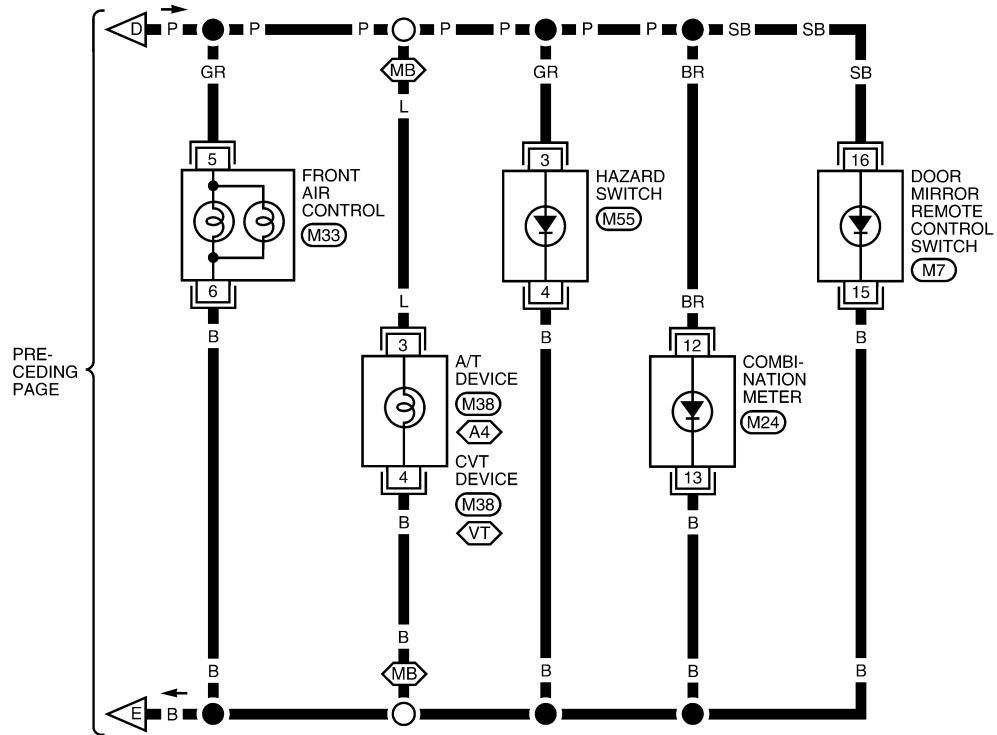 D P P P P P P SB SB
GR MB GR BR SB
L
5 3 16
FRONT
AIR
CONTROL
M33
HAZARD
SWITCH
M55
DOOR
MIRROR
REMOTE
CONTROL
SWITCH
M7
6 4 15
L BR
B B B
3 12
PRE-
CEDING
PAGE
A/T
DEVICE
M38
A4
CVT
DEVICE
M38
VT
COMBI-
NATION
METER
M24
4 13
B B
B
B MB B B B
E B